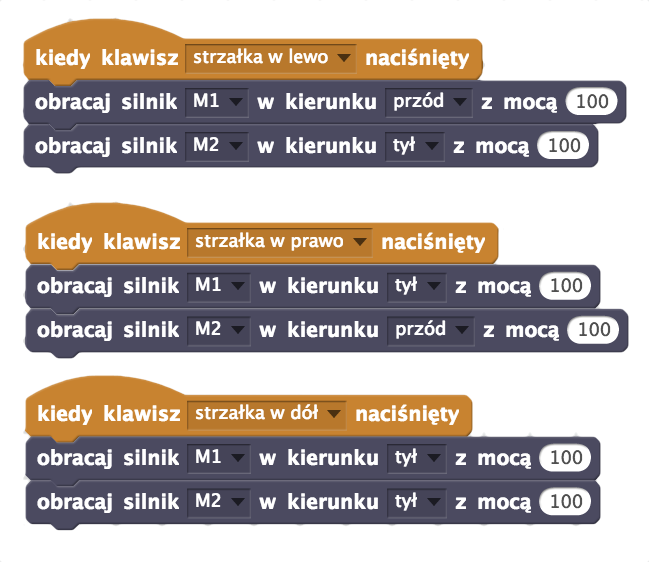 kiedy klawisz strzałka w lewo naciśnięty
obracaj silnik M1 w kierunku przód z mocą 100
obracaj silnik M2 w kierunku tył z mocą 100
kiedy klawisz strzałka w prawo naciśnięty
obracaj silnik M1 w kierunku tył z mocą 100
obracaj silnik M2 w kierunku przód z mocą 100
kiedy klawisz strzałka w dół naciśnięty
obracaj silnik M1 w kierunku tył z mocą 100
obracaj silnik M2 w kierunku tył z mocą 100